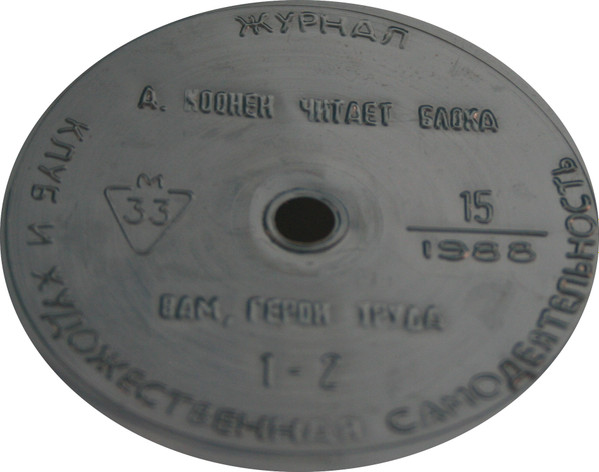 ЖУРНАЛ
КЛУБ И ХУДОЖЕСТВЕННАЯ САМОДЕЯТЕЛЬНОСТЬ
А. КООНЕН ЧИТАЕТ БЛОКА
М
33
15
1988
ВАМ, ГЕРОИ ТРУДА
1-2